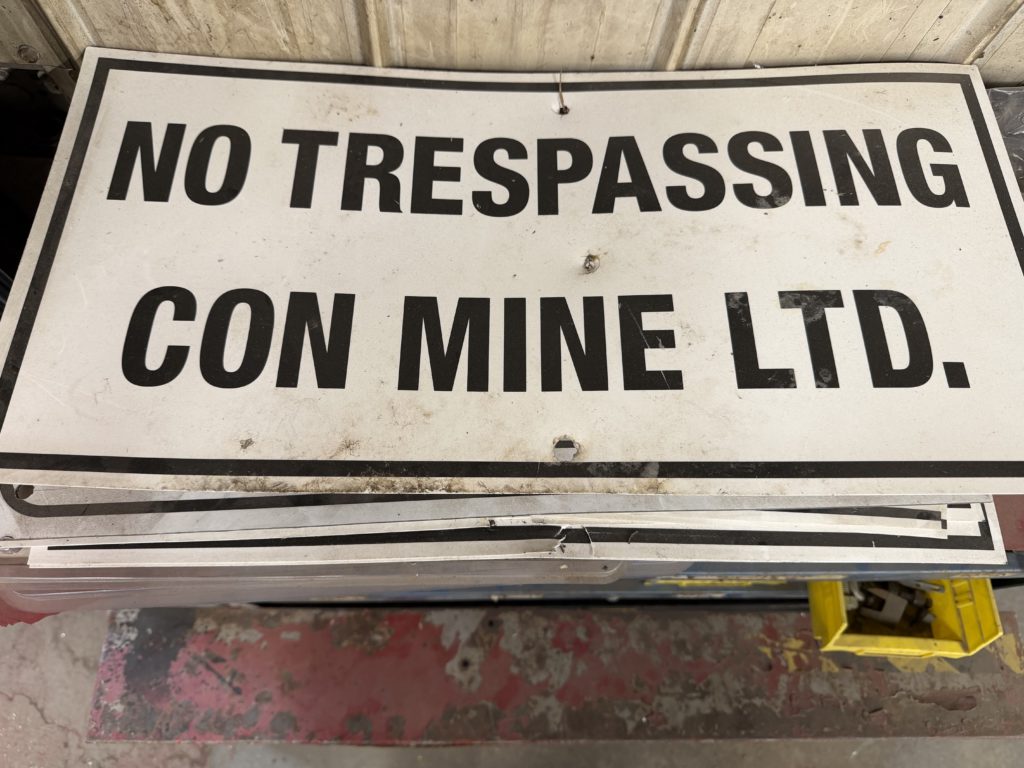 NO TRESPASSING
CON MINE LTD.